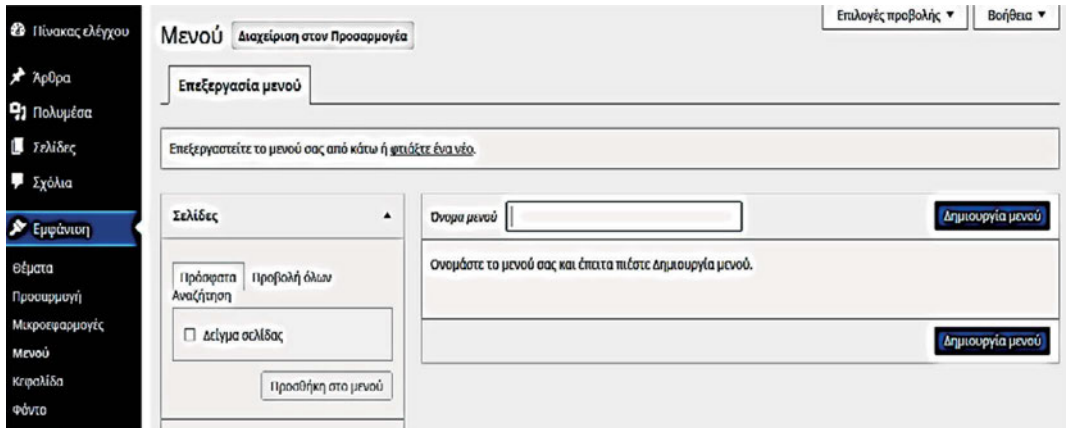 Πίνακας ελέγχου
Άρθρα
Πολυμέσα
Σελίδες
Σχόλια
Εμφάνιση
Θέματα
Προσαρμογή
Μικροεφαρμογές
Μενού
Κεφαλίδα
Φόντο
Επιλογές προβολής ▼
Βοήθεια ▼
Μενού
Διαχείριση στον Προσαρμογέα
Επεξεργασία μενού
Επεξεργαστείτε το μενού σας από κάτω ή φτιάξτε ένα νέο.
Σελίδες
Πρόσφατα Προβολή όλων
Αναζήτηση
Δείγμα σελίδας
Προσθήκη στο μενού
Όνομα μενού
Δημιουργία μενού
Ονομάστε το μενού σας και έπειτα πιέστε Δημιουργία μενού.
Δημιουργία μενού